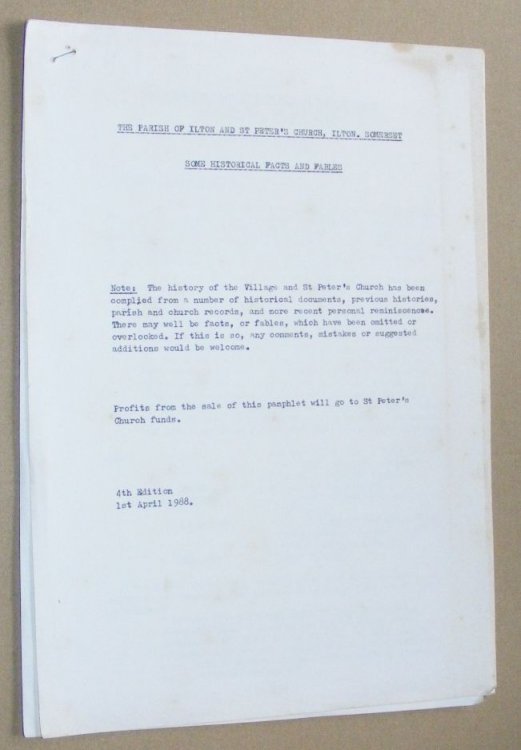 THE PARISH OF ILTON AND ST PETER'S CHURCH, ILTON. SOMERSET
SOME HISTORICAL FACTS AND FABLES
Note: The history of the Village and St Peter's Church has been
complied from a number of historical documents, previous histories,
parish and church records, and more recent personal reminiscences.
There may well be facts, or fables, which have been omitted or
overlooked. If this is so, any comments, mistakes or suggested
additions would be welcome.
Profits from the sale of this pamphlet will go to St Peter's
Church funds.
4th Edition
1st April 1988.